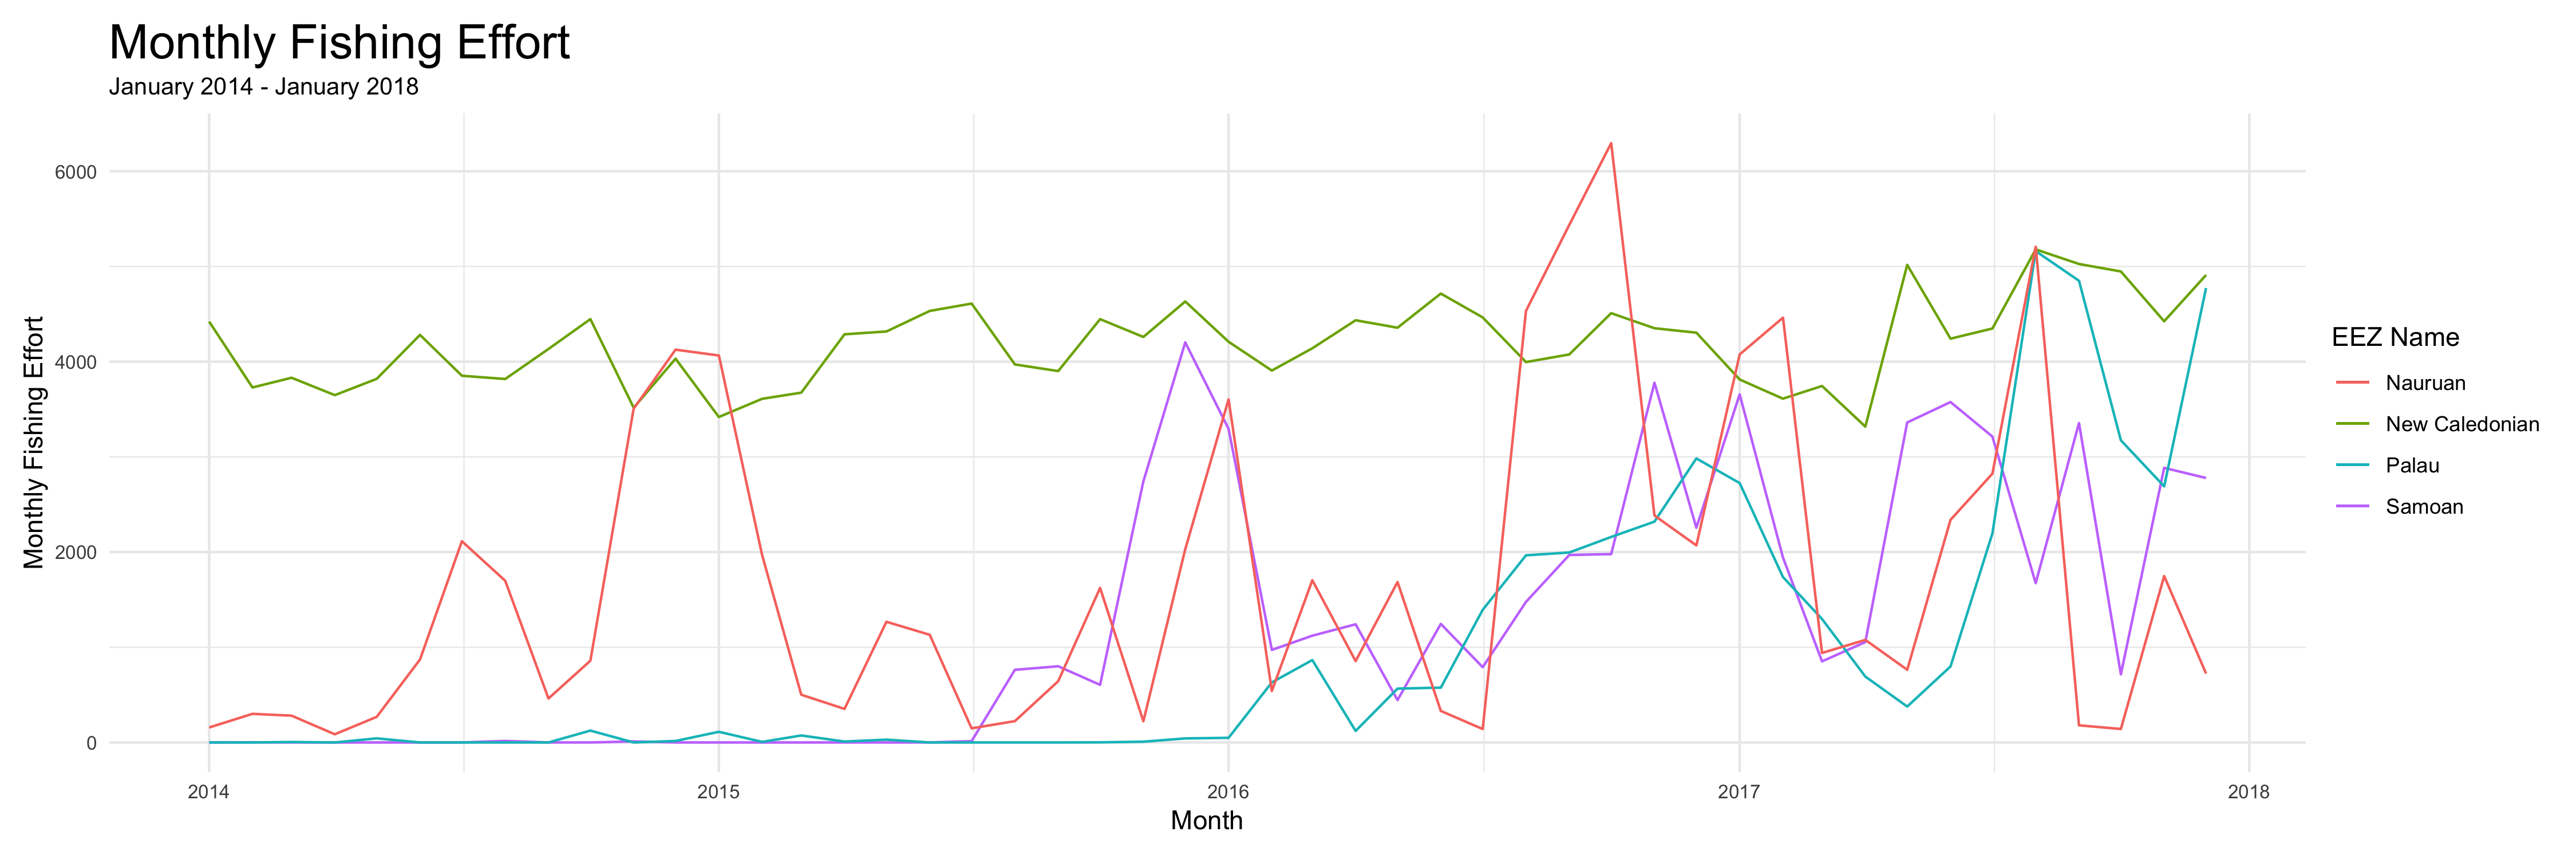 Monthly Fishing Effort
January 2014 - January 2018
Monthly Fishing Effort
6000
4000
2000
0
2014
2015
2016
2017
2018
Month
EEZ Name
Nauruan
New Caledonian
Palau
Samoan